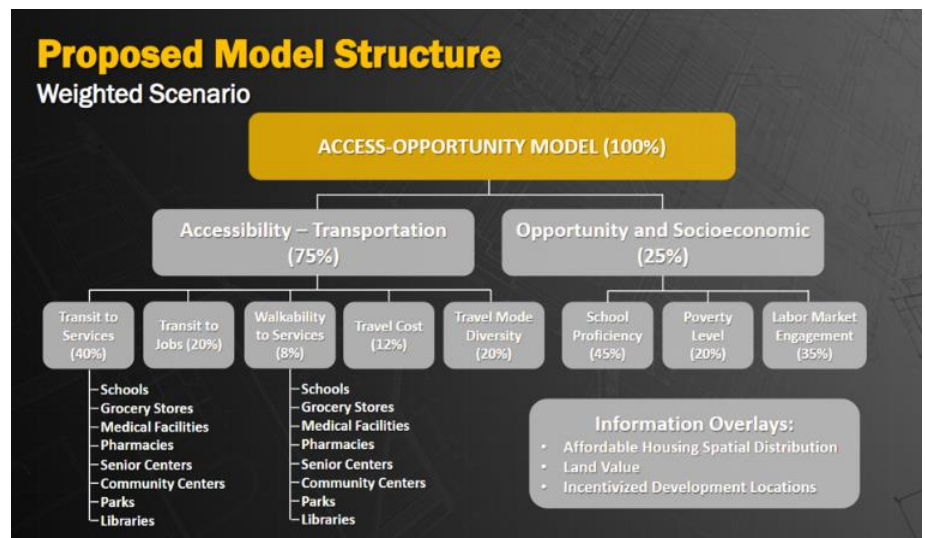 Proposed Model Structure
Weighted Scenario
ACCESS-OPPORTUNITY MODEL (100%)
Accessibility – Transportation
(75%)
Opportunity and Socioeconomic
(25%)
Transit to
Services
(40%)
Transit to
Jobs (20%)
Walkability
to Services
(8%)
Travel Cost
(12%)
Travel Mode
Diversity
(20%)
School
Proficiency
(45%)
Poverty
Level
(20%)
Labor Market
Engagement
(35%)
Schools
Grocery Stores
Medical Facilities
Pharmacies
Senior Centers
Community Centers
Parks
Libraries
Schools
Grocery Stores
Medical Facilities
Pharmacies
Senior Centers
Community Centers
Parks
Libraries
Information Overlays:
• Affordable Housing Spatial Distribution
• Land Value
• Incentivized Development Locations